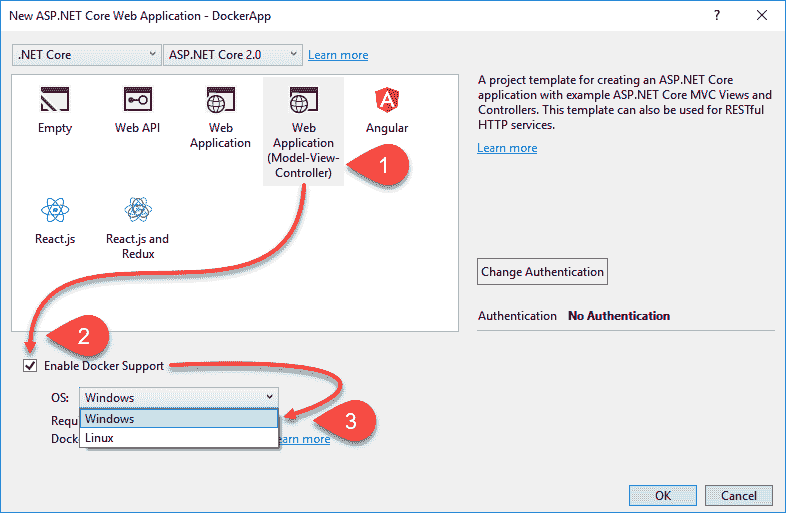 New ASP.NET Core Web Application - DockerApp
.NET Core
ASP.NET Core 2.0
Learn more
Empty
Web API
Web
Application
Web
Application
(Model-View-
Controller)
Angular
1
React.js
React.js and
Redux
A project template for creating an ASP.NET Core
application with example ASP.NET Core MVC Views and
Controllers. This template can also be used for RESTful
HTTP services.
Learn more
Change Authentication
Authentication No Authentication
2
Enable Docker Support
OS: Windows
Windows
Linux
3
OK
Cancel